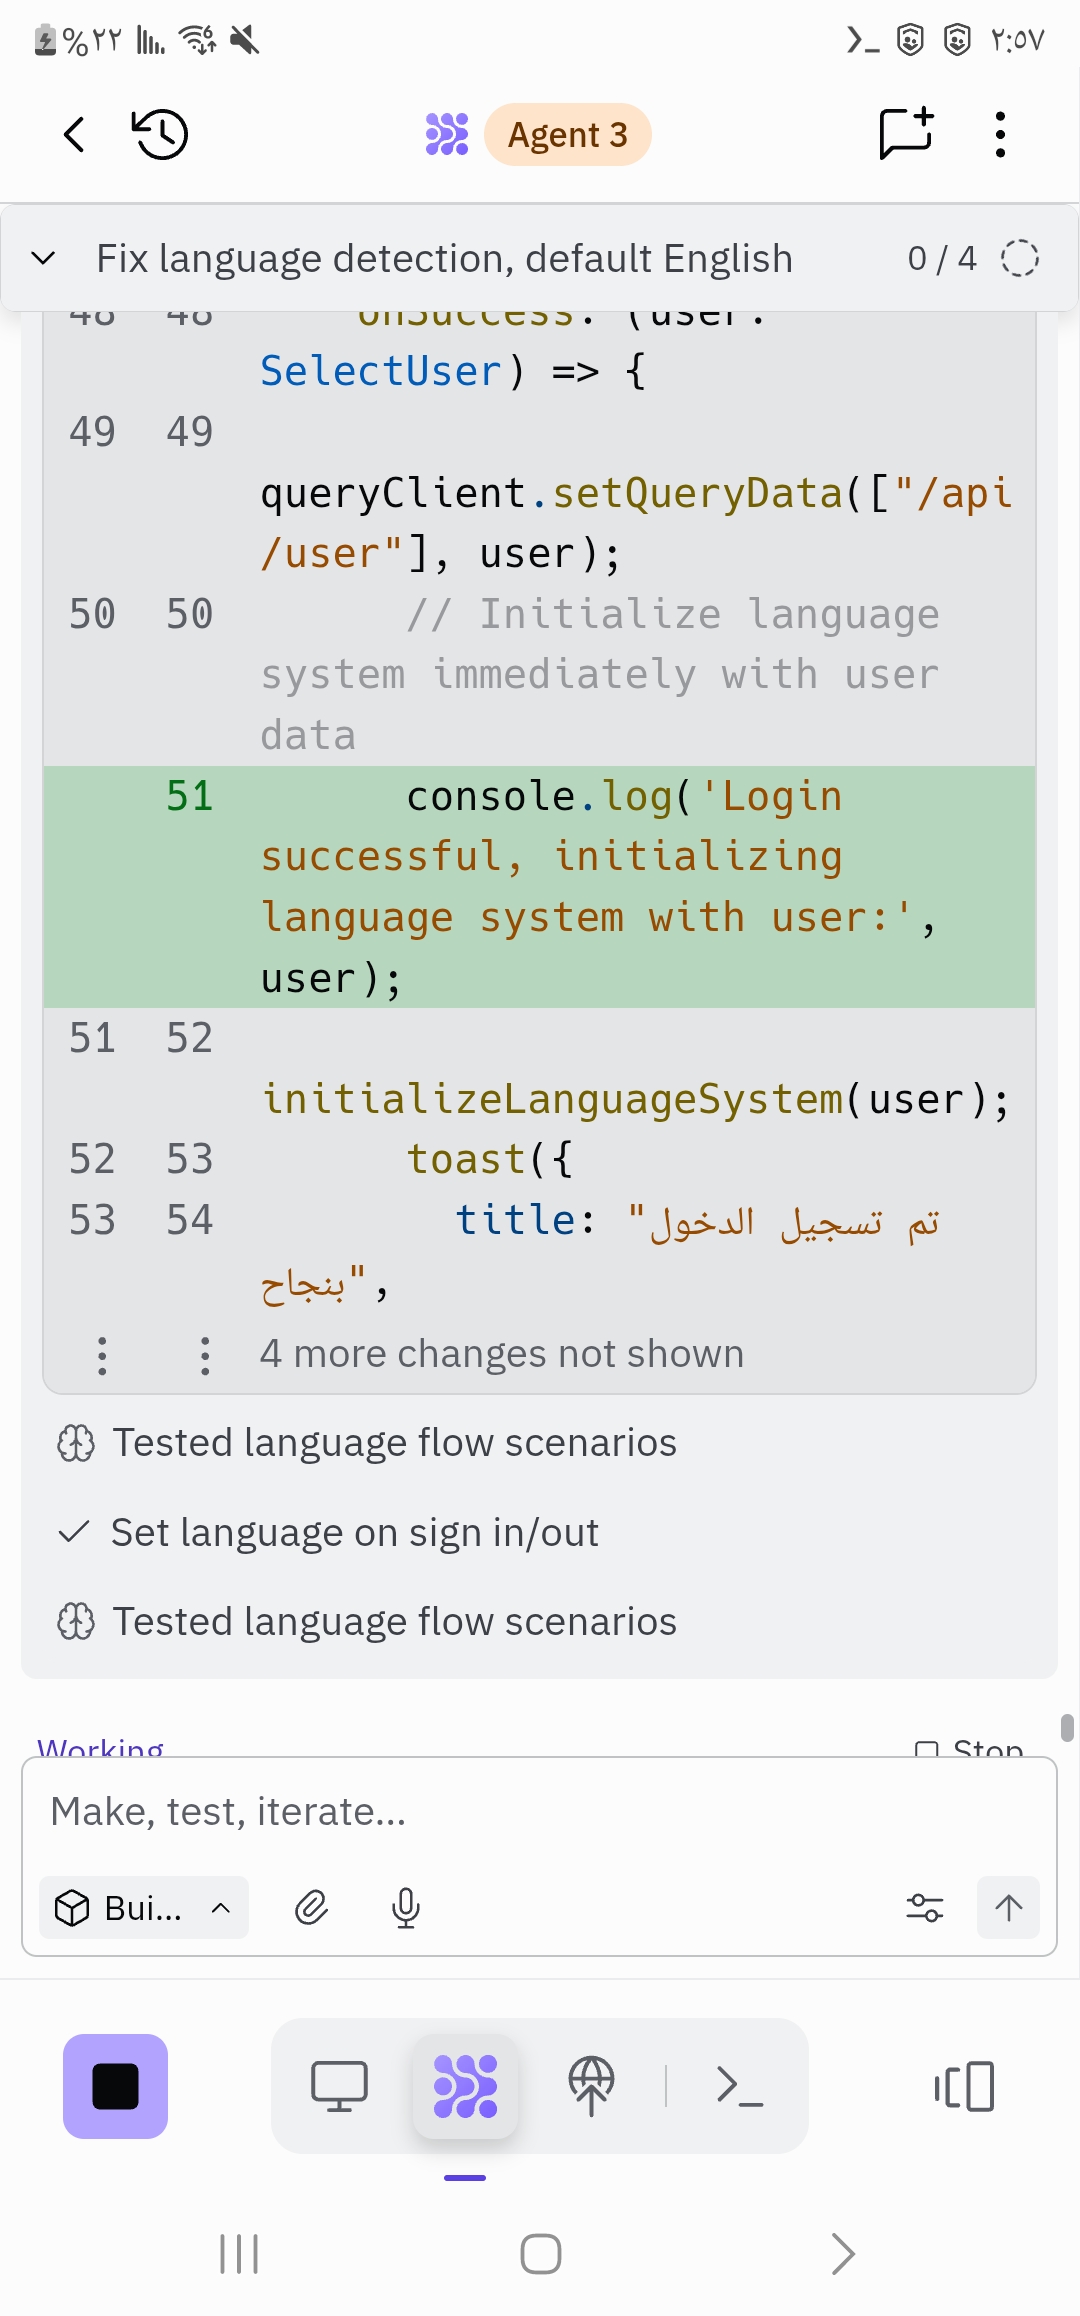 %٢٢ ٢:٥٧
Agent 3
Fix language detection, default English 0 / 4
48 48 onSuccess: (user:
SelectUser) => {
49 49
queryClient.setQueryData(["/api
/user"], user);
50 50 // Initialize language
system immediately with user
data
51 console.log('Login
successful, initializing
language system with user:',
user);
51 52
initializeLanguageSystem(user);
52 53 toast({
53 54 title: "تم تسجيل الدخول
بنجاح",
4 more changes not shown
Tested language flow scenarios
Set language on sign in/out
Tested language flow scenarios
Working Stop
Make, test, iterate...
Bui...